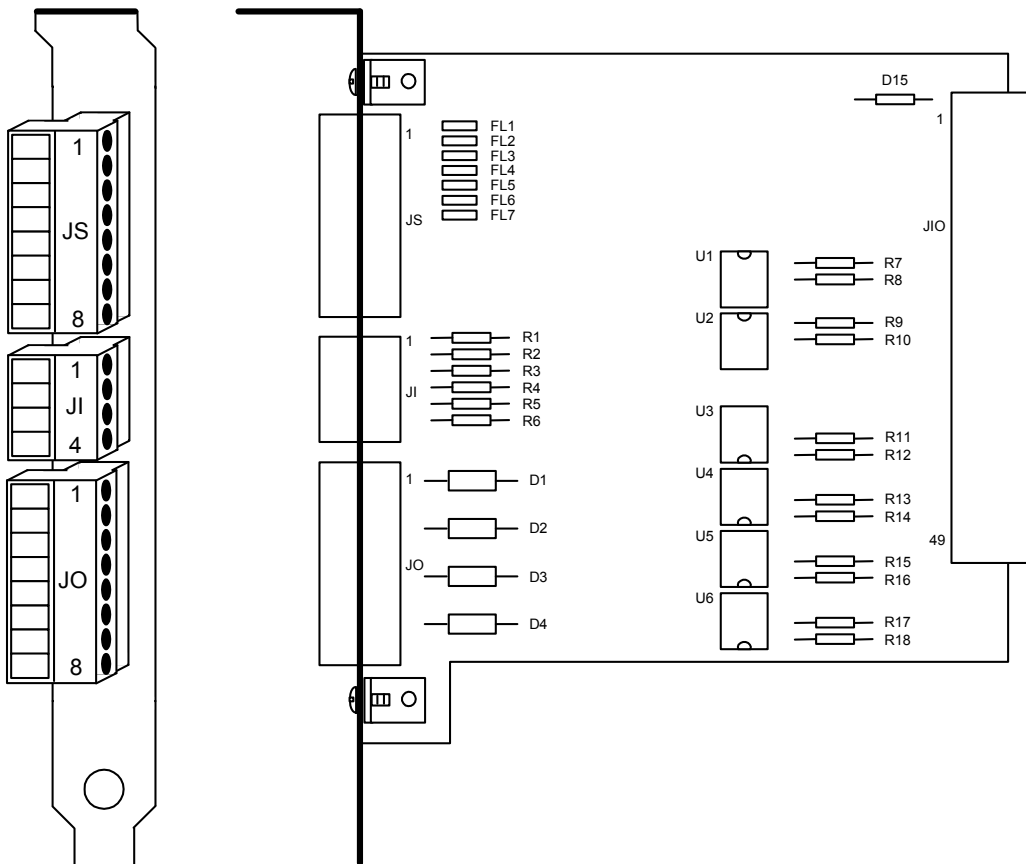 1
JS
8
1
JI
4
1
JO
8
1
JS
1
JI
1
JO
FL1
FL2
FL3
FL4
FL5
FL6
FL7
R1
R2
R3
R4
R5
R6
D1
D2
D3
D4
D15
1
JIO
49
U1
U2
U3
U4
U5
U6
R7
R8
R9
R10
R11
R12
R13
R14
R15
R16
R17
R18